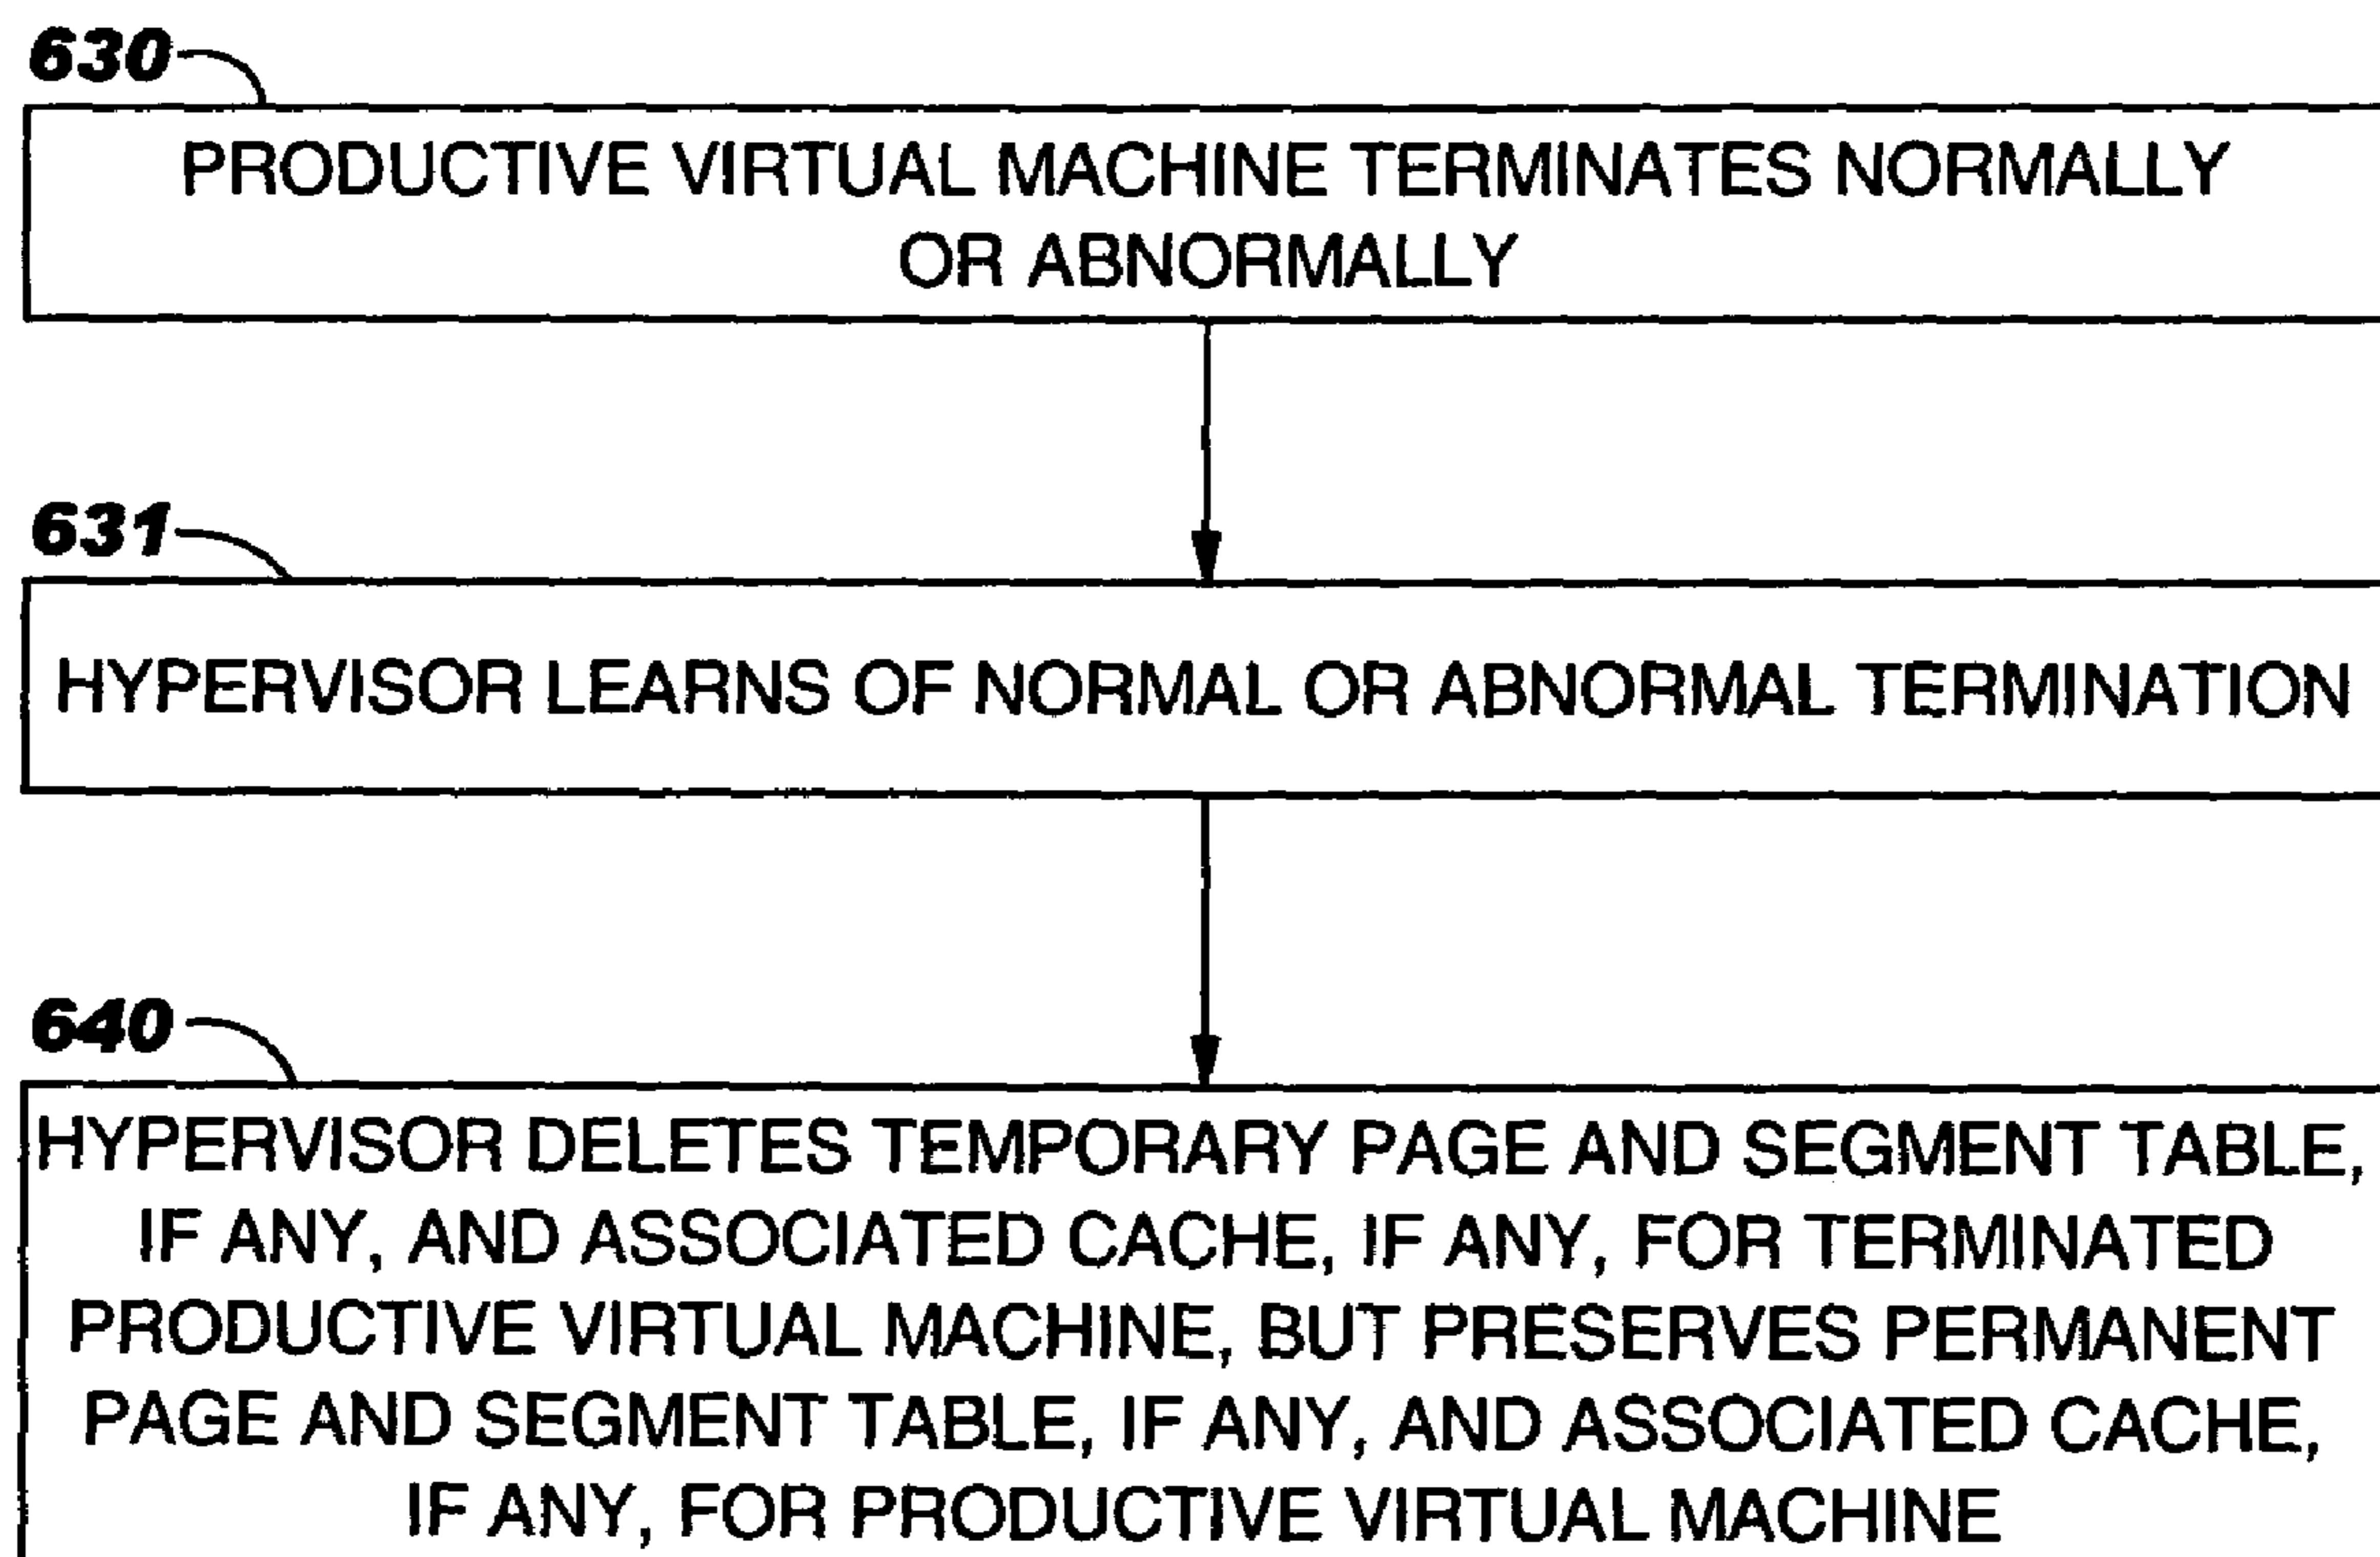 630
PRODUCTIVE VIRTUAL MACHINE TERMINATES NORMALLY
OR ABNORMALLY
631
HYPERVISOR LEARNS OF NORMAL OR ABNORMAL TERMINATION
640
HYPERVISOR DELETES TEMPORARY PAGE AND SEGMENT TABLE,
IF ANY, AND ASSOCIATED CACHE, IF ANY, FOR TERMINATED
PRODUCTIVE VIRTUAL MACHINE, BUT PRESERVES PERMANENT
PAGE AND SEGMENT TABLE, IF ANY, AND ASSOCIATED CACHE,
IF ANY, FOR PRODUCTIVE VIRTUAL MACHINE